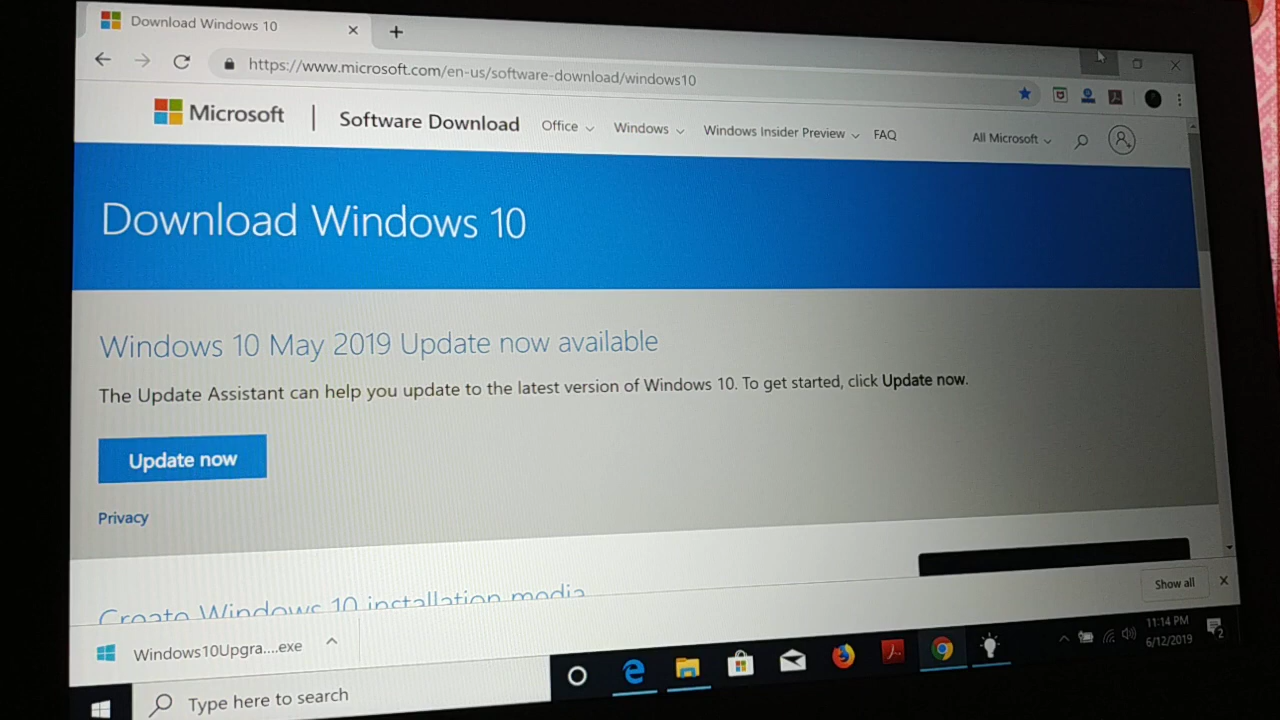 Download Windows 10
https://www.microsoft.com/en-us/software-download/windows10
Microsoft | Software Download Office Windows Windows Insider Preview FAQ All Microsoft
Download Windows 10
Windows 10 May 2019 Update now available
The Update Assistant can help you update to the latest version of Windows 10. To get started, click Update now.
Update now
Privacy
Create Windows 10 installation media
Show all
Windows10Upgra....exe
11:14 PM
6/12/2019
2
Type here to search